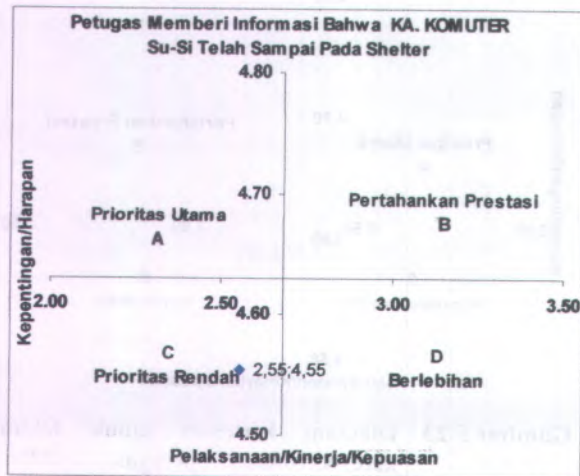 Petugas Memberi Informasi Bahwa KA. KOMUTER
Su-Si Telah Sampai Pada Shelter
4.80
4.70
Prioritas Utama
A
Pertahankan Prestasi
B
Kepentingan/Harapan
2.00
2.50
3.00
3.50
4.60
C
Prioritas Rendah
2,55;4,55
D
Berlebihan
4.50
Pelaksanaan/Kinerja/Kepuasan